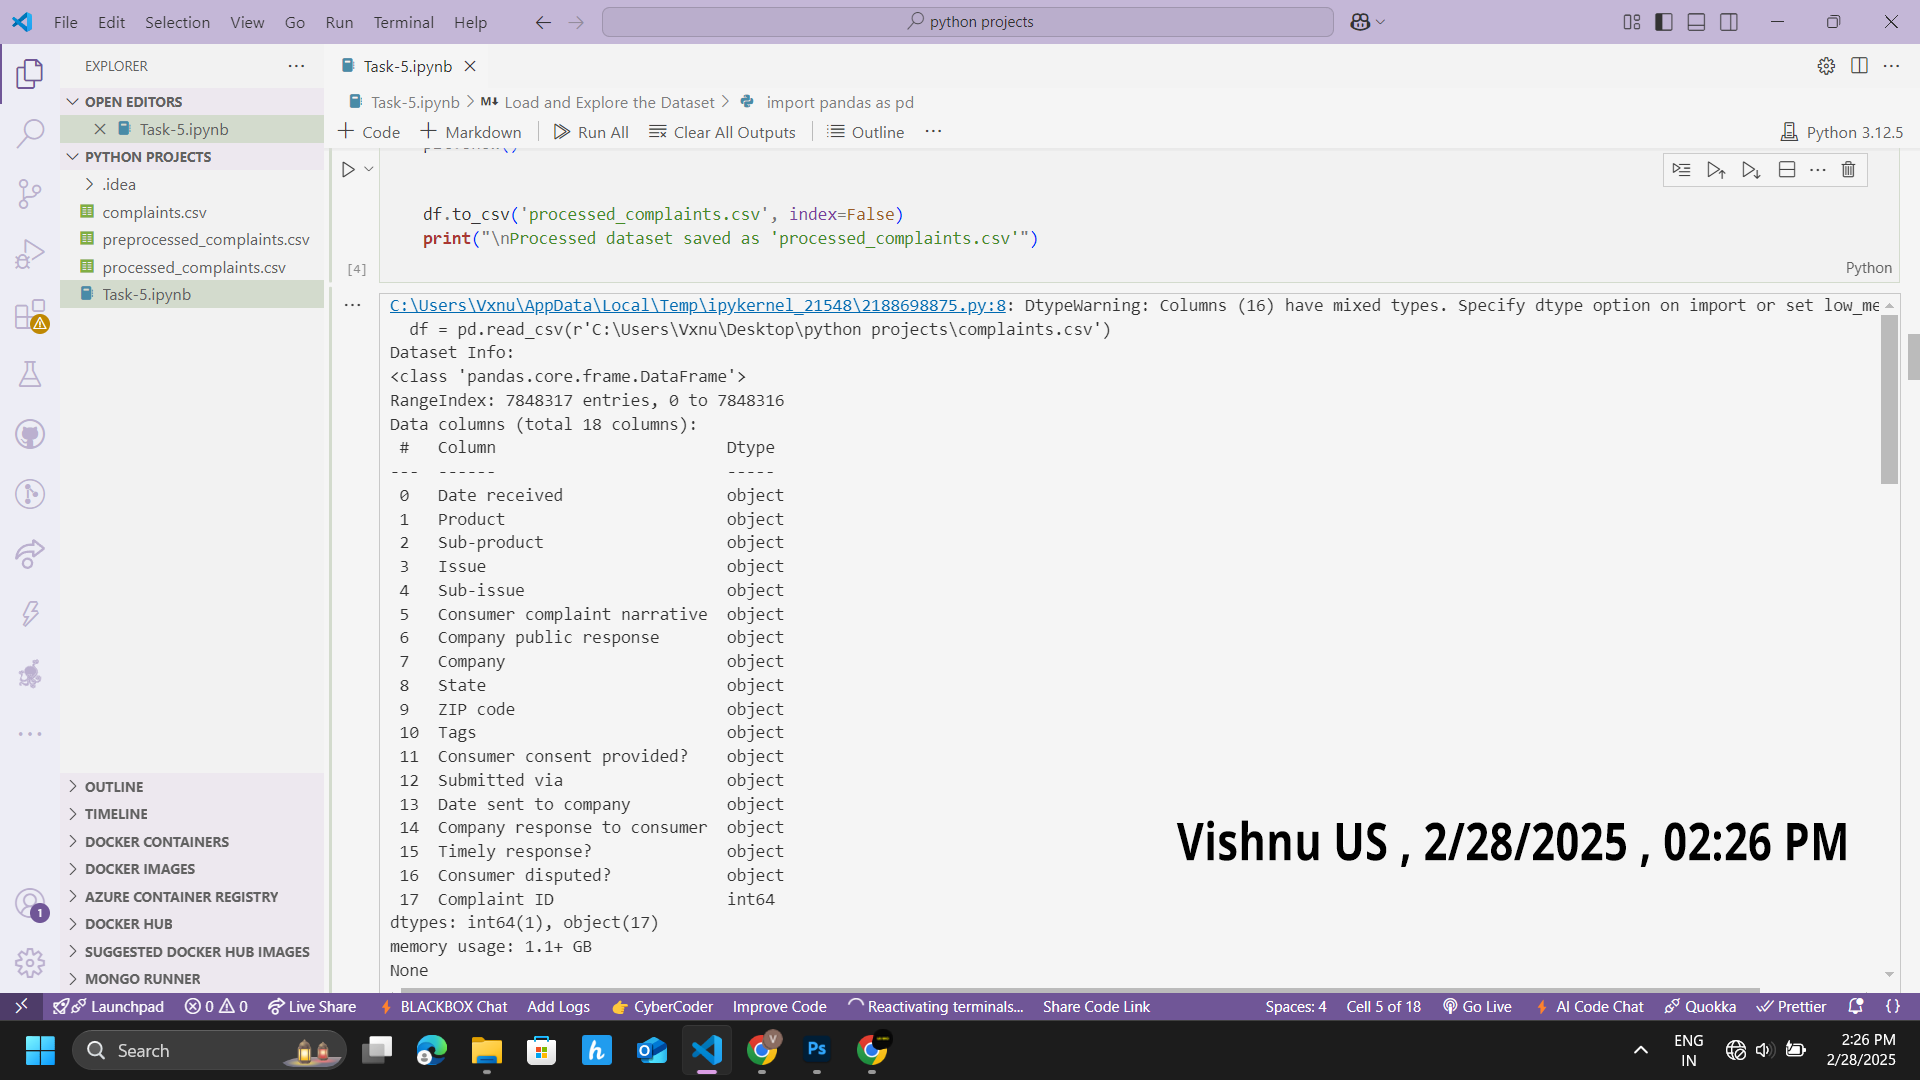 File Edit Selection View Go Run Terminal Help
python projects
EXPLORER
OPEN EDITORS
Task-5.ipynb
PYTHON PROJECTS
.idea
complaints.csv
preprocessed_complaints.csv
processed_complaints.csv
Task-5.ipynb
OUTLINE
TIMELINE
DOCKER CONTAINERS
DOCKER IMAGES
AZURE CONTAINER REGISTRY
DOCKER HUB
SUGGESTED DOCKER HUB IMAGES
MONGO RUNNER
1
Task-5.ipynb
Task-5.ipynb > M↓ Load and Explore the Dataset > import pandas as pd
+ Code + Markdown Run All Clear All Outputs Outline ...
Python 3.12.5
df.to_csv('processed_complaints.csv', index=False)
print("\nProcessed dataset saved as 'processed_complaints.csv'")
[4]
Python
C:\Users\Vxnu\AppData\Local\Temp\ipykernel_21548\2188698875.py:8: DtypeWarning: Columns (16) have mixed types. Specify dtype option on import or set low_me
df = pd.read_csv(r'C:\Users\Vxnu\Desktop\python projects\complaints.csv')
Dataset Info:
<class 'pandas.core.frame.DataFrame'>
RangeIndex: 7848317 entries, 0 to 7848316
Data columns (total 18 columns):
# Column Dtype
--- ------ -----
0 Date received object
1 Product object
2 Sub-product object
3 Issue object
4 Sub-issue object
5 Consumer complaint narrative object
6 Company public response object
7 Company object
8 State object
9 ZIP code object
10 Tags object
11 Consumer consent provided? object
12 Submitted via object
13 Date sent to company object
14 Company response to consumer object
15 Timely response? object
16 Consumer disputed? object
17 Complaint ID int64
dtypes: int64(1), object(17)
memory usage: 1.1+ GB
None
Vishnu US , 2/28/2025 , 02:26 PM
Launchpad 0 0 Live Share BLACKBOX Chat Add Logs CyberCoder Improve Code Reactivating terminals... Share Code Link Spaces: 4 Cell 5 of 18 Go Live AI Code Chat Quokka Prettier {}
Search
h
Ps
V
ENG
IN
2:26 PM
2/28/2025